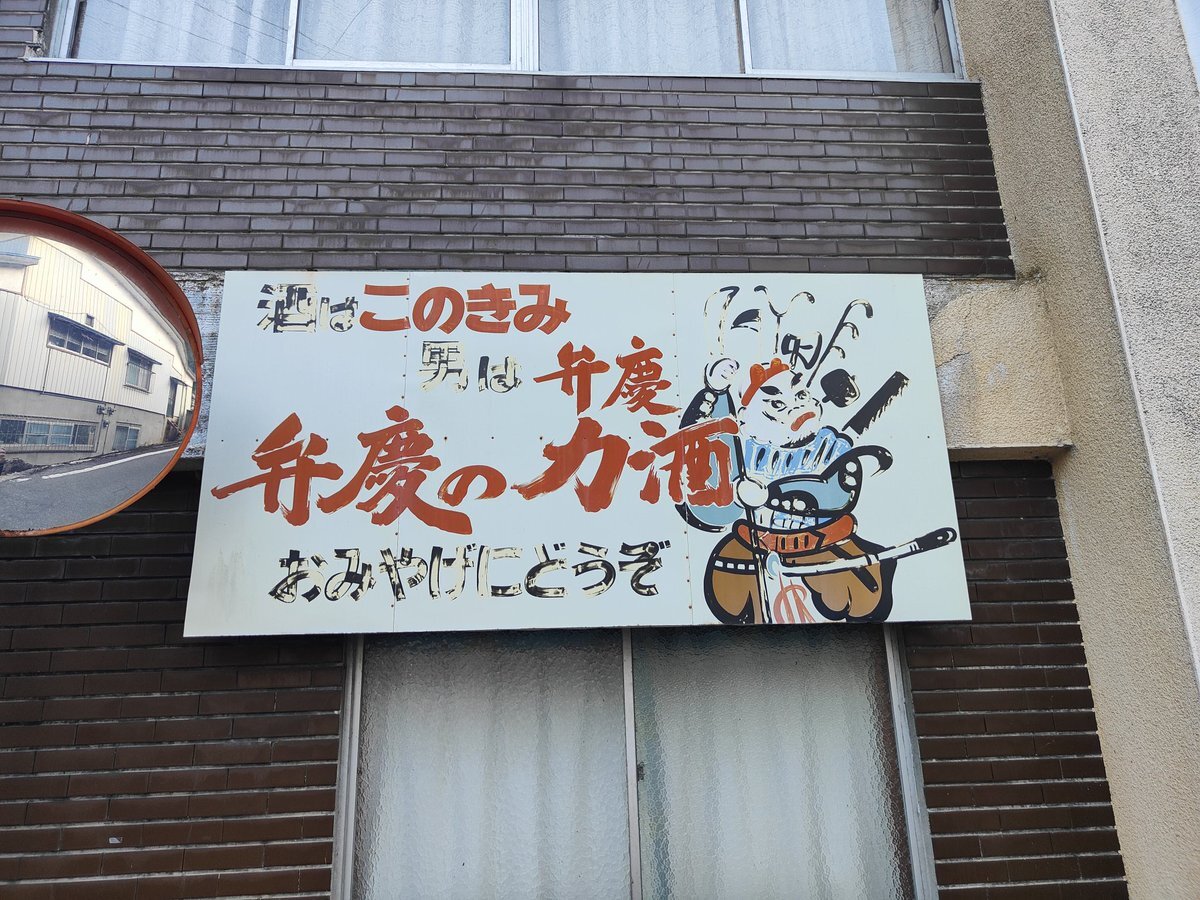 酒はこのきみ
男は弁慶
弁慶の力酒
おみやげにどうぞ